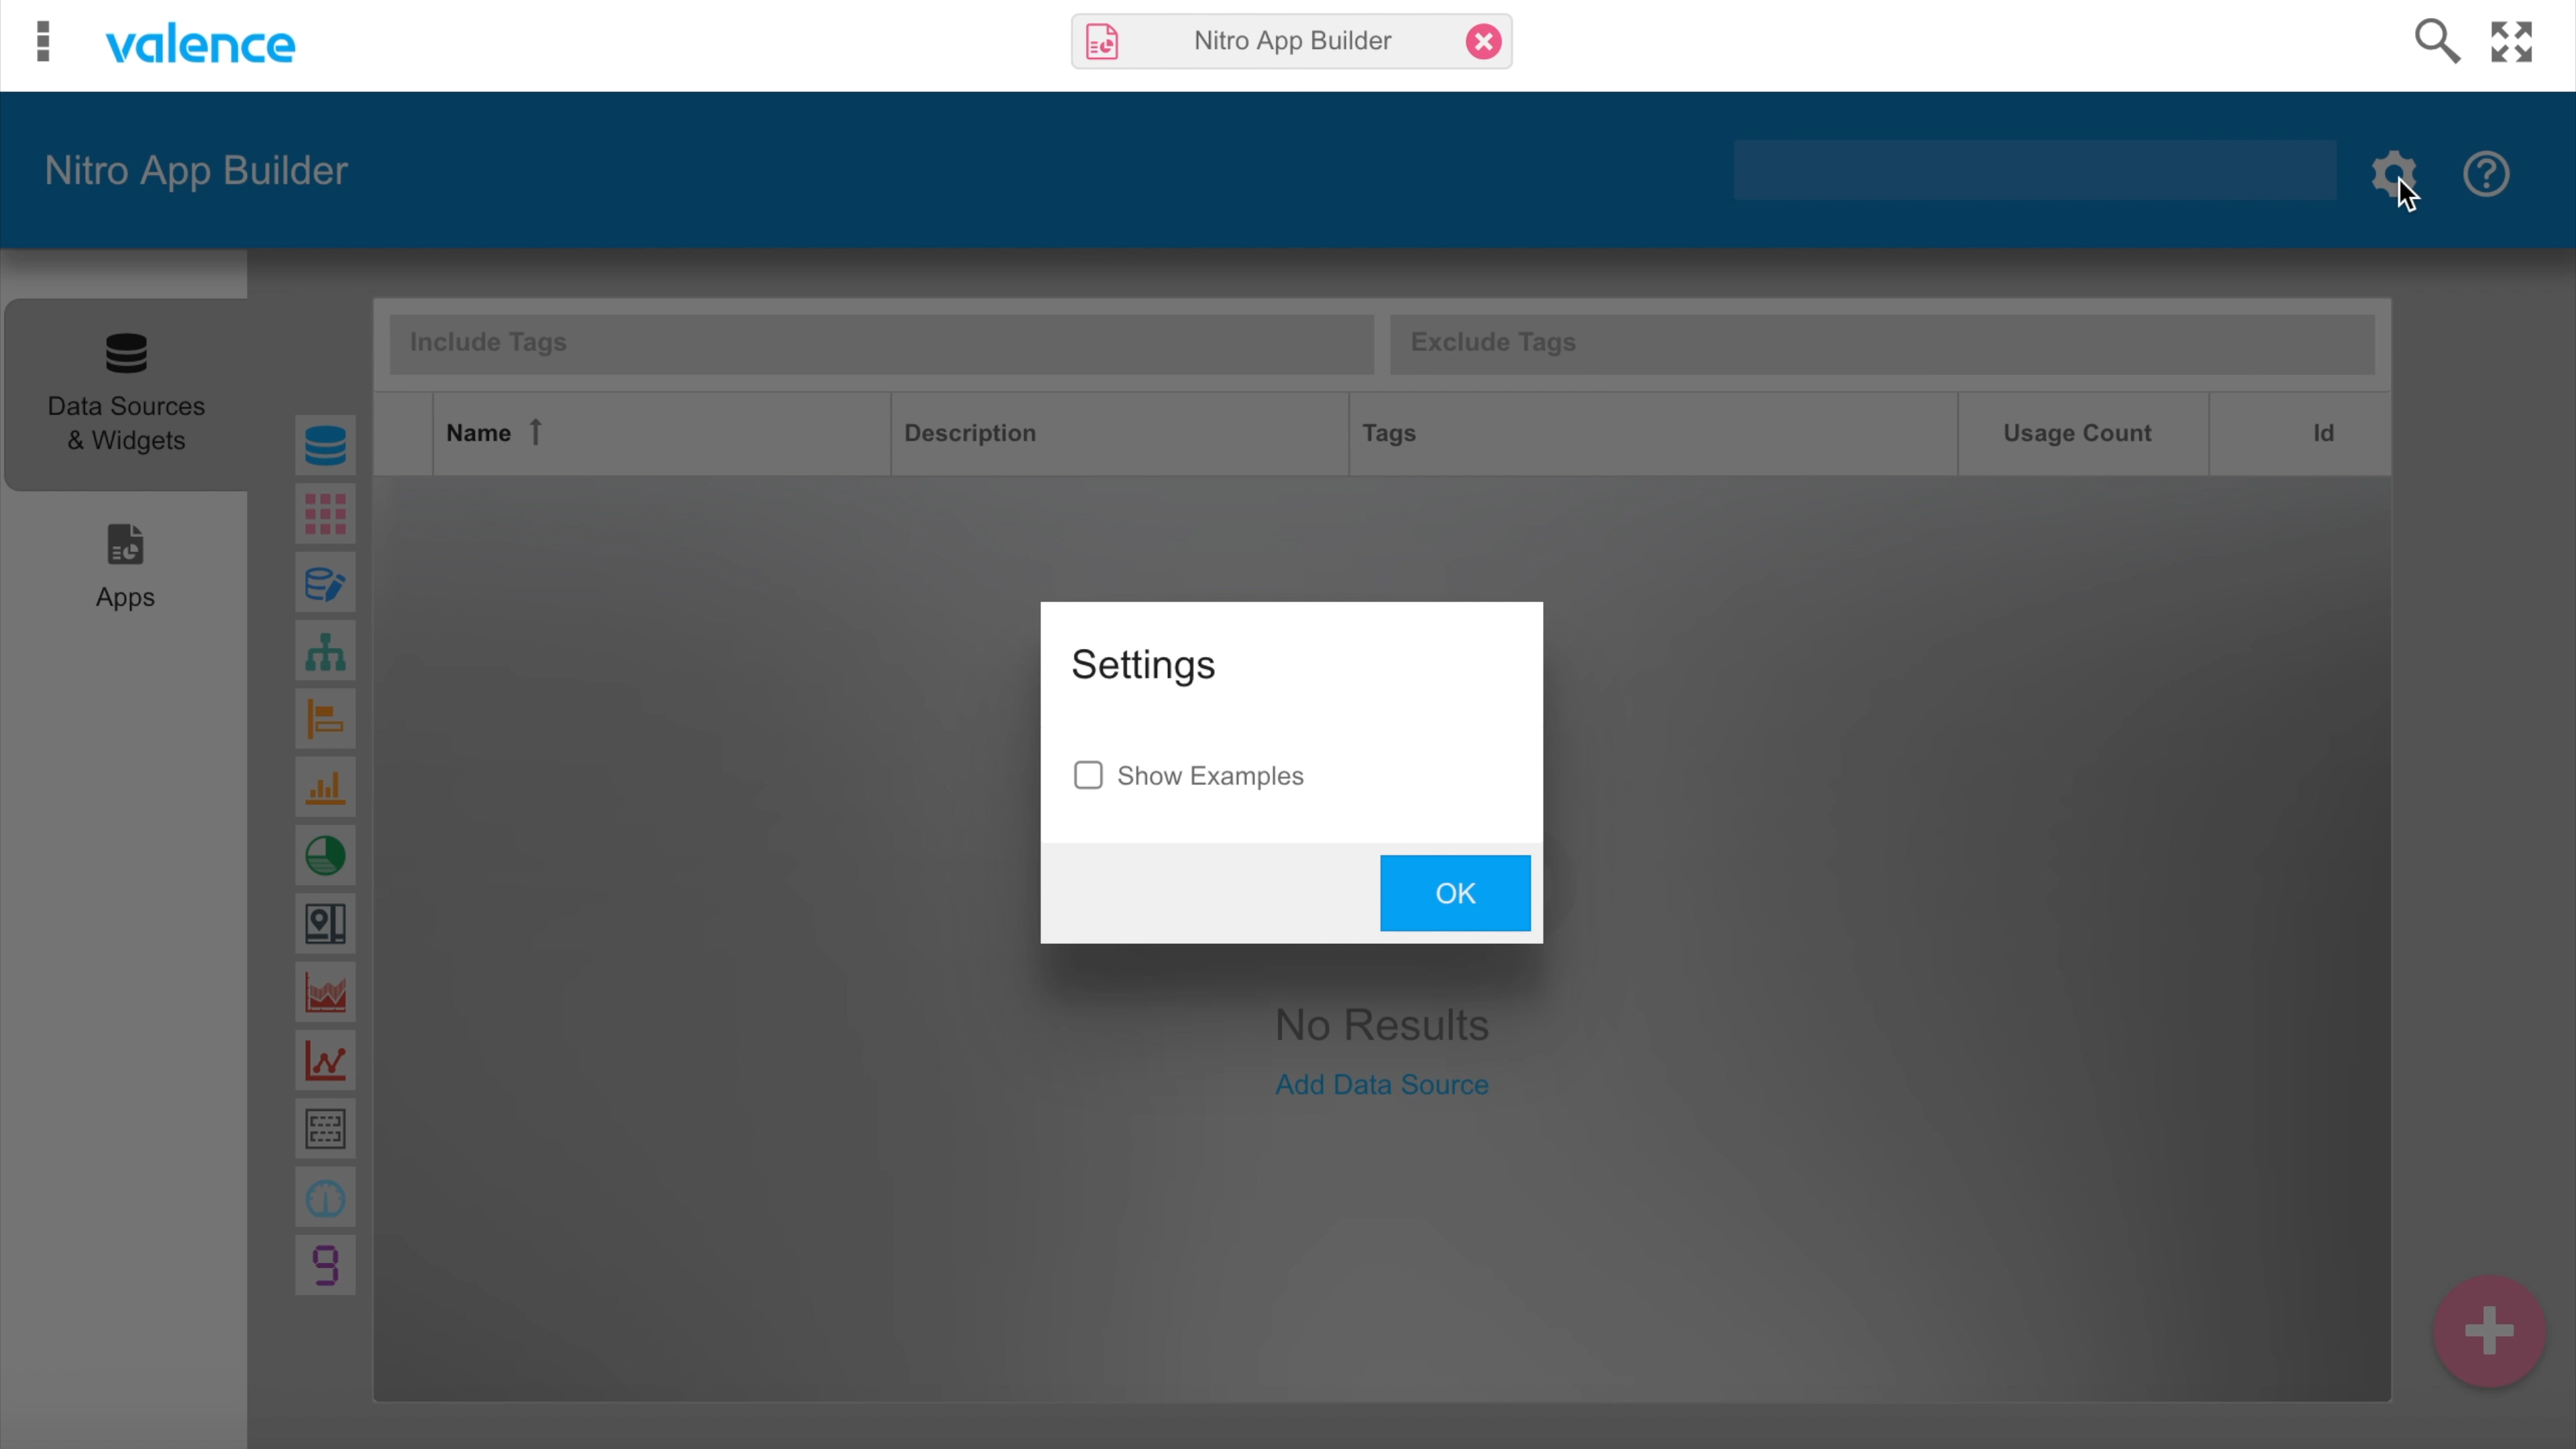 valence
Nitro App Builder
Nitro App Builder
Data Sources
& Widgets
Apps
Include Tags
Exclude Tags
Name
Description
Tags
Usage Count
Id
Settings
Show Examples
OK
No Results
Add Data Source
9